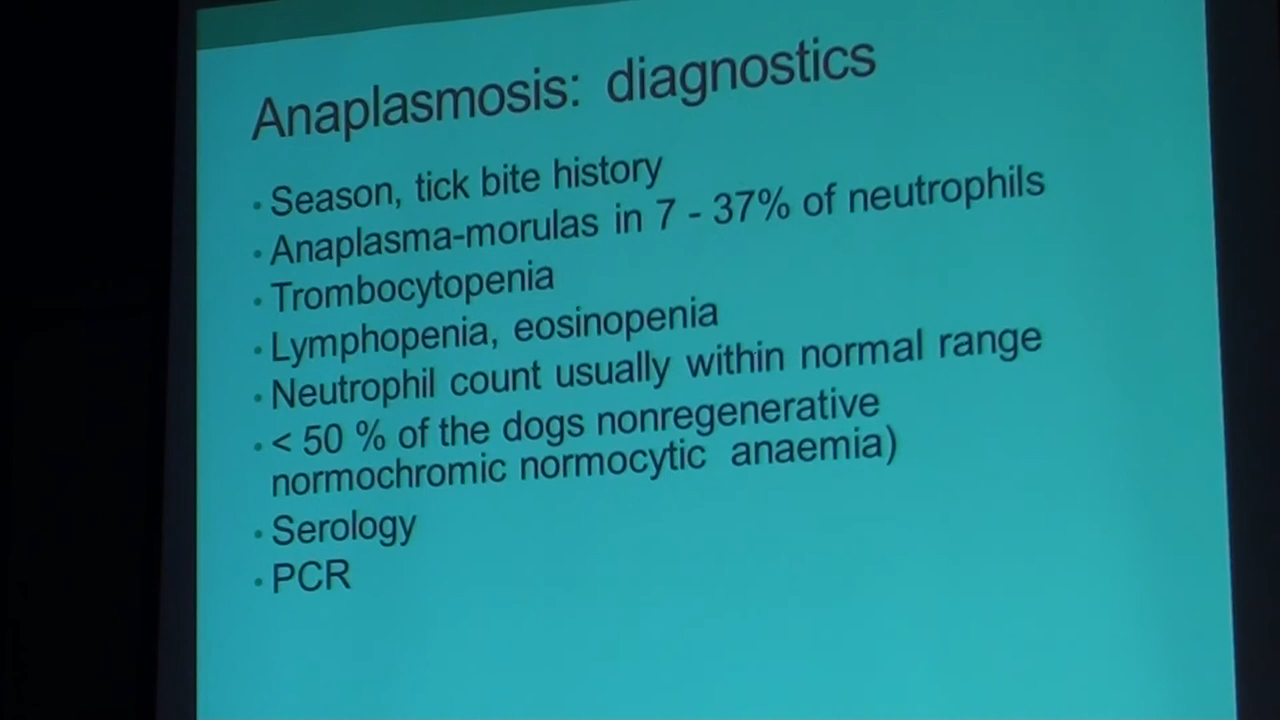 Anaplasmosis: diagnostics
• Season, tick bite history
• Anaplasma-morulas in 7 - 37% of neutrophils
• Trombocytopenia
• Lymphopenia, eosinopenia
• Neutrophil count usually within normal range
• < 50 % of the dogs nonregenerative
normochromic normocytic anaemia)
• Serology
• PCR